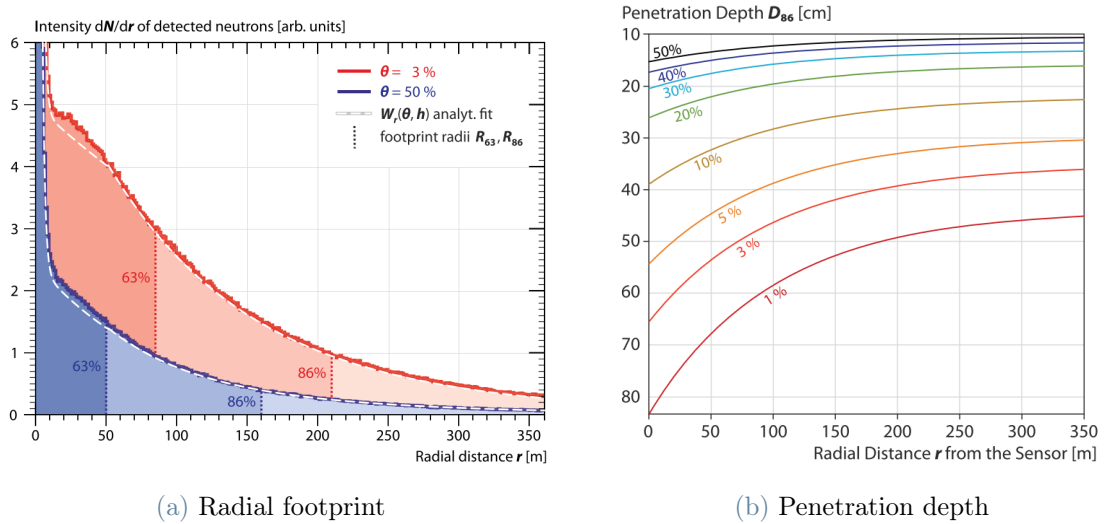 Intensity dN/dr of detected neutrons [arb. units]
6
5
4
3
2
1
0
θ = 3 %
θ = 50 %
Wr(θ, h) analyt. fit
footprint radii R63, R86
63%
86%
63%
86%
0 50 100 150 200 250 300 350
Radial distance r [m]
(a) Radial footprint
Penetration Depth D86 [cm]
10
20
30
40
50
60
70
80
50%
40%
30%
20%
10%
5 %
3 %
1 %
0 50 100 150 200 250 300 350
Radial Distance r from the Sensor [m]
(b) Penetration depth